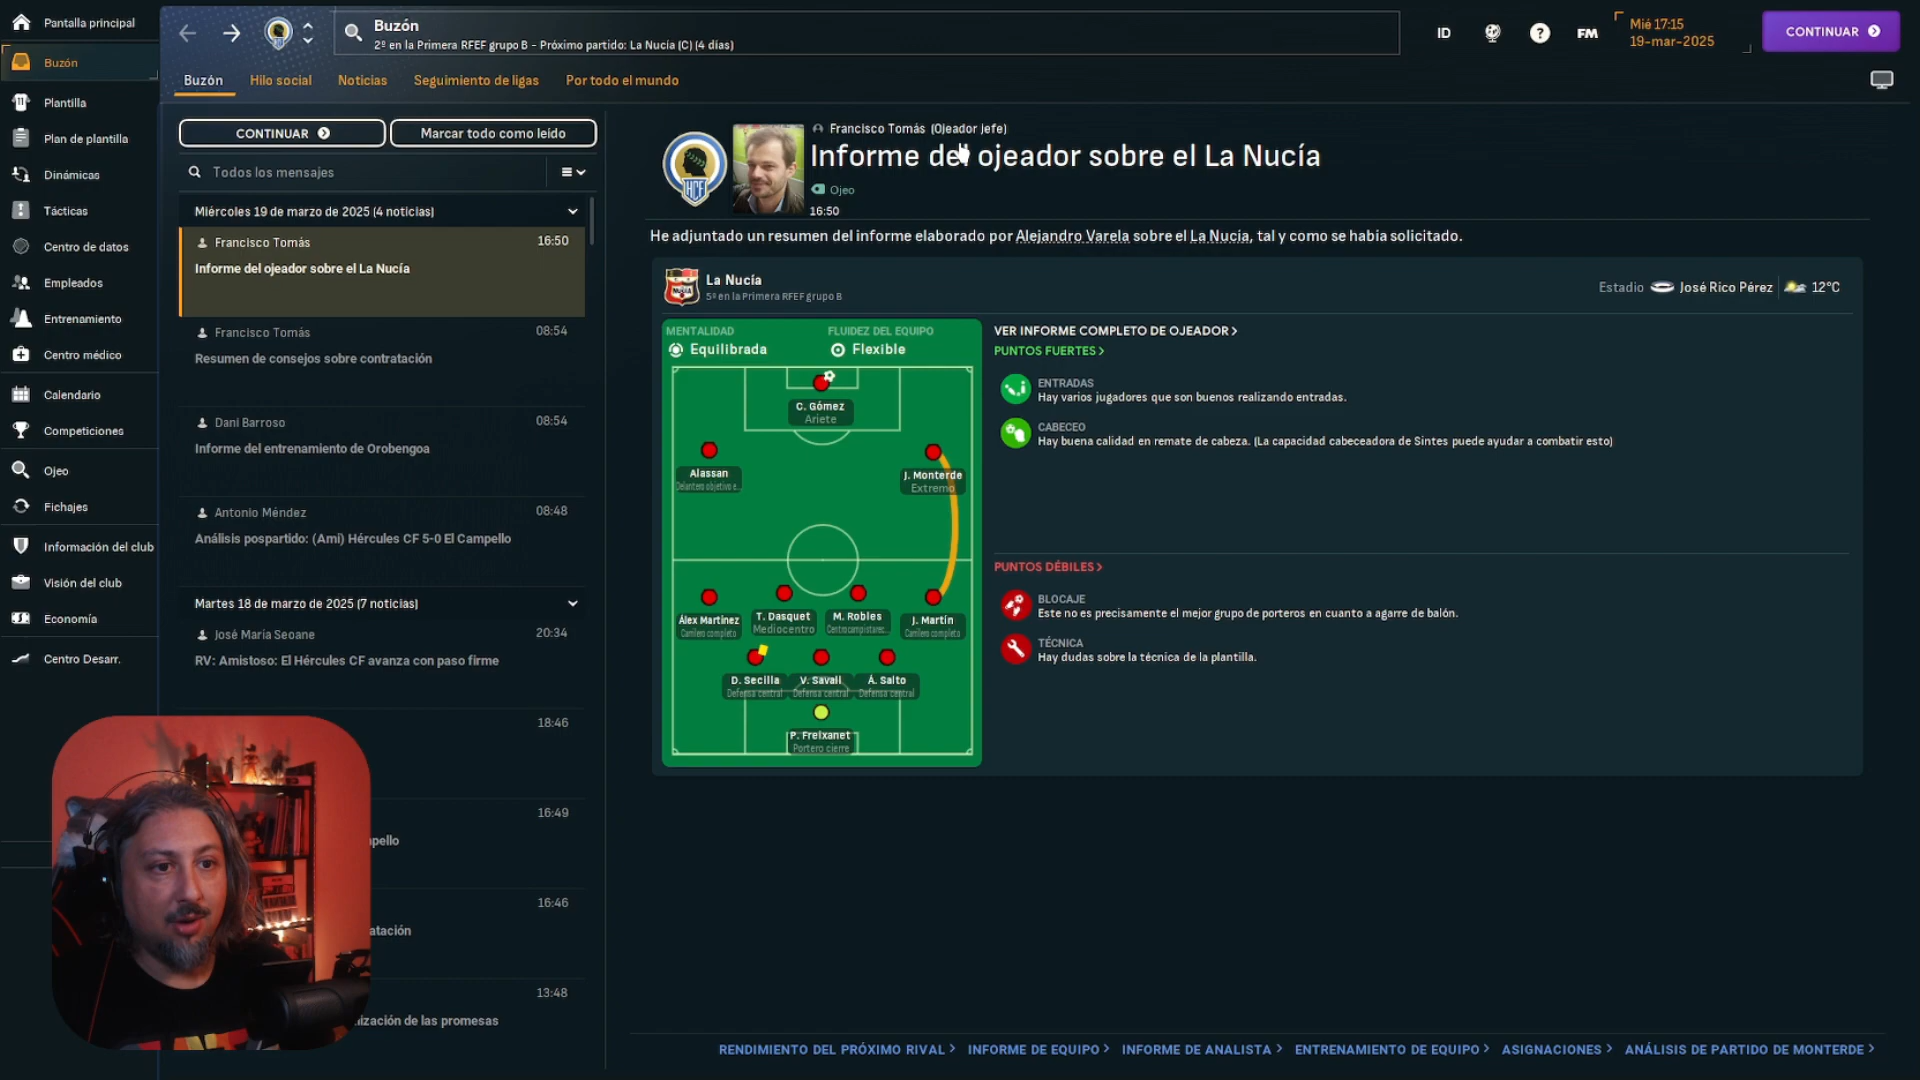 Pantalla principal
Buzón
Plantilla
Plan de plantilla
Dinámicas
Tácticas
Centro de datos
Empleados
Entrenamiento
Centro médico
Calendario
Competiciones
Ojeo
Fichajes
Información del club
Visión del club
Economía
Centro Desarr.
Buzón
2º en la Primera RFEF grupo B - Próximo partido: La Nucía (C) (4 días)
ID
FM
Mié 17:15
19-mar-2025
CONTINUAR
Buzón
Hilo social
Noticias
Seguimiento de ligas
Por todo el mundo
CONTINUAR
Marcar todo como leído
Todos los mensajes
Miércoles 19 de marzo de 2025 (4 noticias)
Francisco Tomás
16:50
Informe del ojeador sobre el La Nucía
Francisco Tomás
08:54
Resumen de consejos sobre contratación
Dani Barroso
08:54
Informe del entrenamiento de Orobengoa
Antonio Méndez
08:48
Análisis pospartido: (Ami) Hércules CF 5-0 El Campello
Martes 18 de marzo de 2025 (7 noticias)
José María Seoane
20:34
RV: Amistoso: El Hércules CF avanza con paso firme
18:46
16:49
pello
16:46
atación
13:48
lización de las promesas
HCF
Francisco Tomás (Ojeador jefe)
Informe del ojeador sobre el La Nucía
Ojeo
16:50
He adjuntado un resumen del informe elaborado por Alejandro Varela sobre el La Nucía, tal y como se había solicitado.
La Nucía
5º en la Primera RFEF grupo B
Estadio
José Rico Pérez
12°C
MENTALIDAD
Equilibrada
FLUIDEZ DEL EQUIPO
Flexible
C. Gómez
Ariete
Alassan
Delantero objetivo e...
J. Monterde
Extremo
Álex Martínez
Carrilero completo
T. Dasquet
Mediocentro
M. Robles
Centrocampista...
J. Martín
Carrilero completo
D. Secilla
Defensa central
V. Savall
Defensa central
Á. Salto
Defensa central
P. Freixanet
Portero cierre
VER INFORME COMPLETO DE OJEADOR
PUNTOS FUERTES
ENTRADAS
Hay varios jugadores que son buenos realizando entradas.
CABECEO
Hay buena calidad en remate de cabeza. (La capacidad cabeceadora de Sintes puede ayudar a combatir esto)
PUNTOS DÉBILES
BLOCAJE
Este no es precisamente el mejor grupo de porteros en cuanto a agarre de balón.
TÉCNICA
Hay dudas sobre la técnica de la plantilla.
RENDIMIENTO DEL PRÓXIMO RIVAL
INFORME DE EQUIPO
INFORME DE ANALISTA
ENTRENAMIENTO DE EQUIPO
ASIGNACIONES
ANÁLISIS DE PARTIDO DE MONTERDE